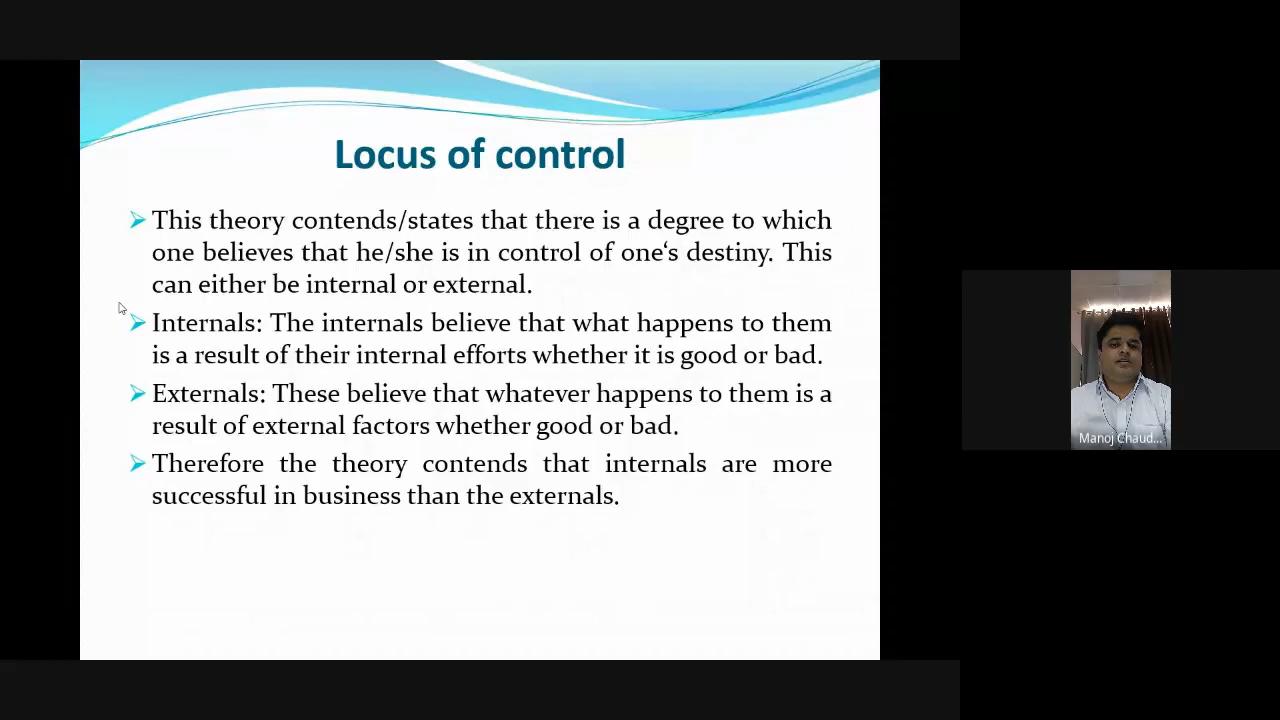 Locus of control
This theory contends/states that there is a degree to which
one believes that he/she is in control of one‘s destiny. This
can either be internal or external.
Internals: The internals believe that what happens to them
is a result of their internal efforts whether it is good or bad.
Externals: These believe that whatever happens to them is a
result of external factors whether good or bad.
Therefore the theory contends that internals are more
successful in business than the externals.
Manoj Chaud...